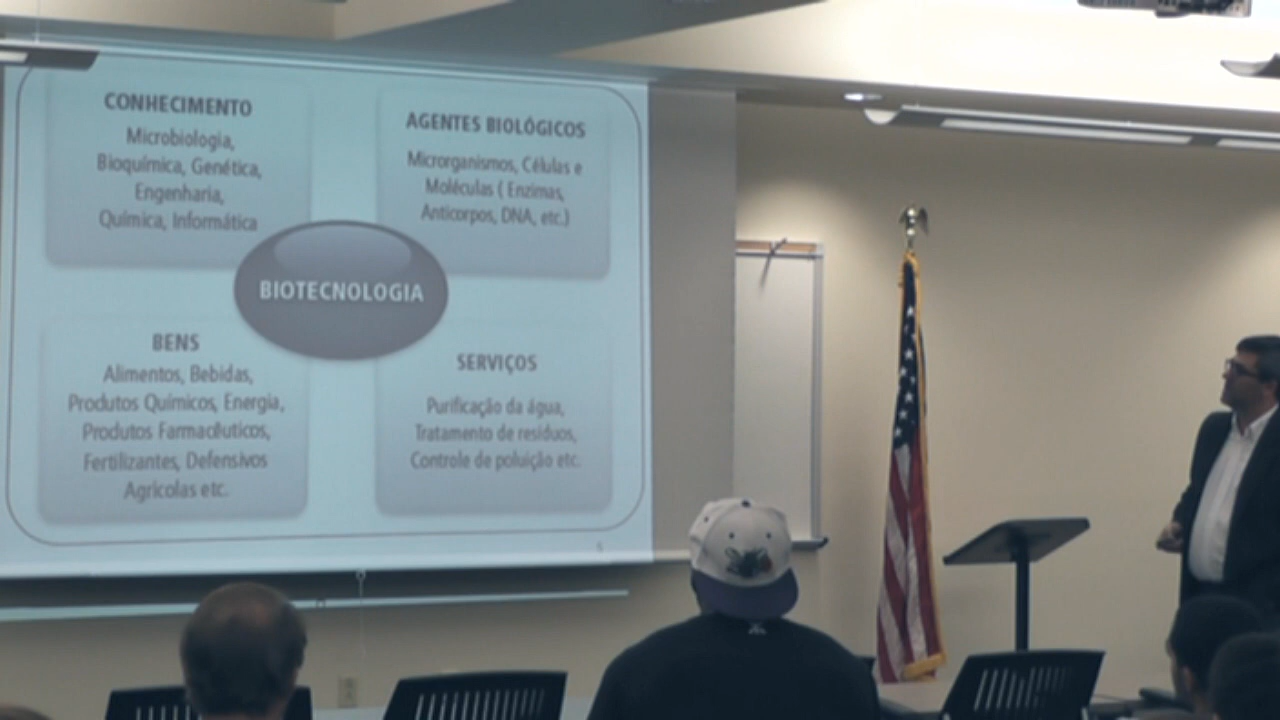 CONHECIMENTO
Microbiologia,
Bioquímica, Genética,
Engenharia,
Química, Informática
AGENTES BIOLÓGICOS
Microrganismos, Células e
Moléculas ( Enzimas,
Anticorpos, DNA, etc.)
BIOTECNOLOGIA
BENS
Alimentos, Bebidas,
Produtos Químicos, Energia,
Produtos Farmacêuticos,
Fertilizantes, Defensivos
Agrícolas etc.
SERVIÇOS
Purificação da água,
Tratamento de resíduos,
Controle de poluição etc.